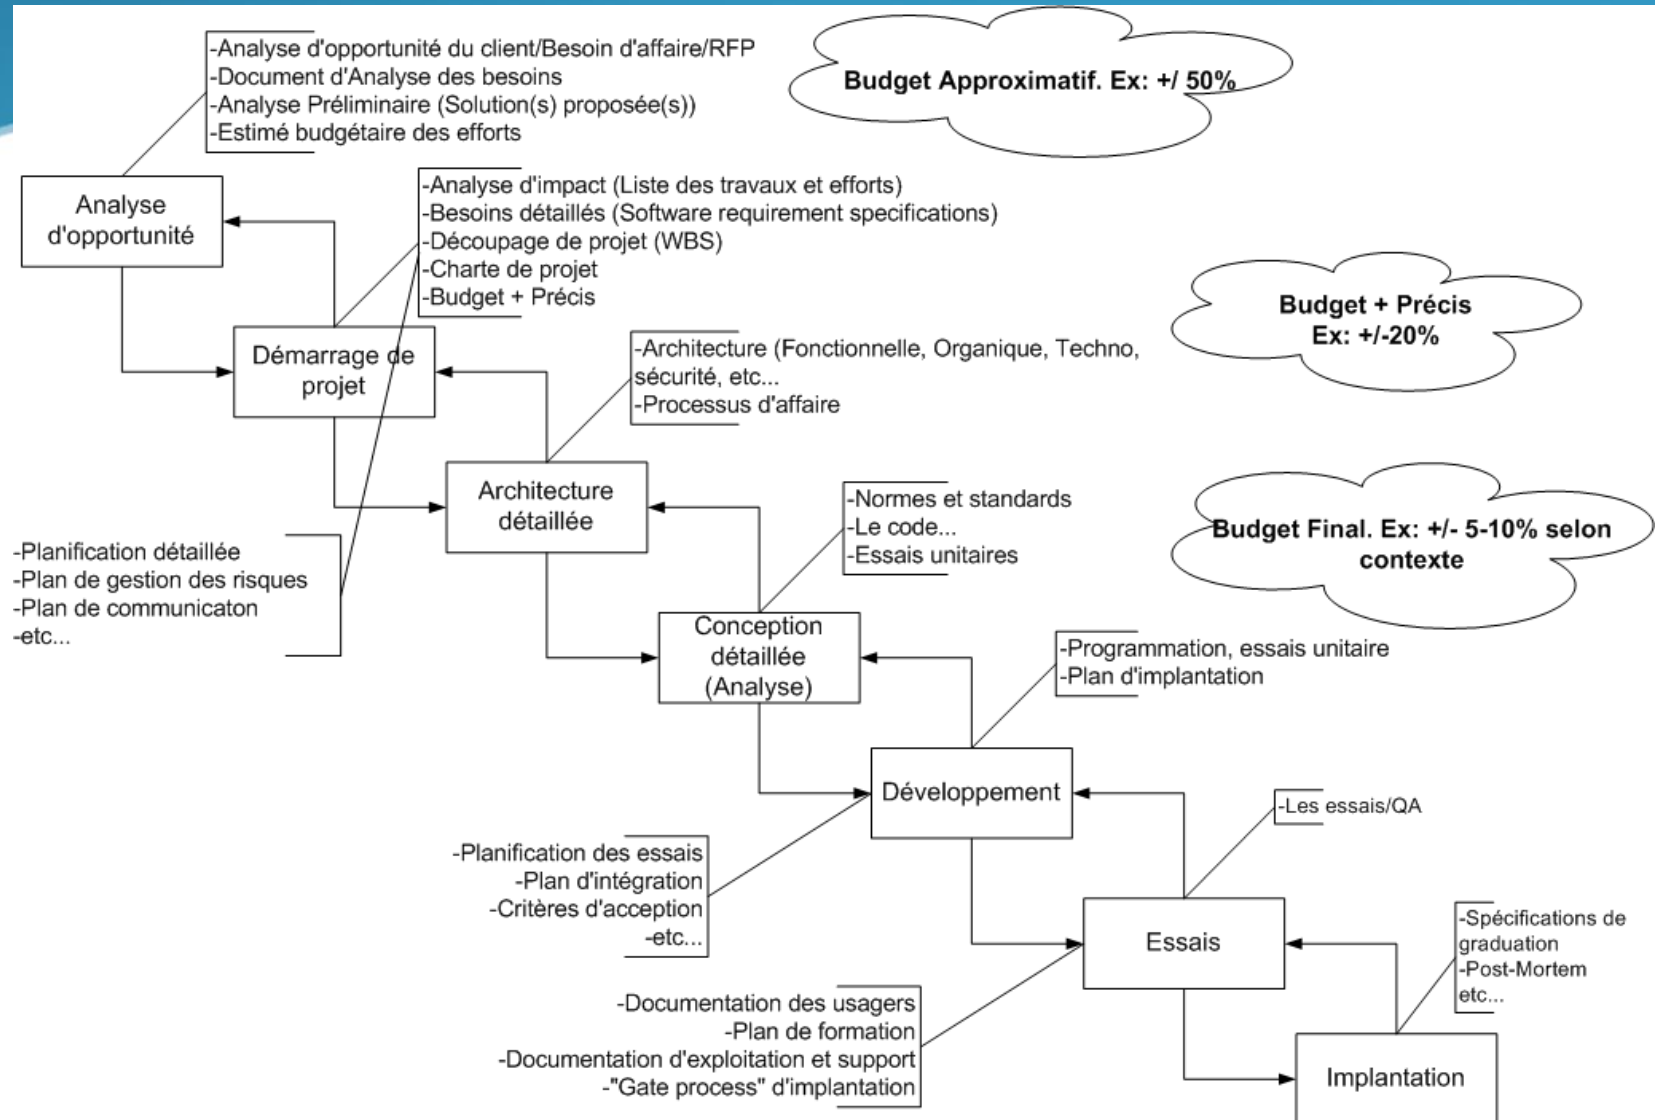 -Analyse d'opportunité du client/Besoin d'affaire/RFP
-Document d'Analyse des besoins
-Analyse Préliminaire (Solution(s) proposée(s))
-Estimé budgétaire des efforts
Budget Approximatif. Ex: +/ 50%
Analyse
d'opportunité
-Analyse d'impact (Liste des travaux et efforts)
-Besoins détaillés (Software requirement specifications)
-Découpage de projet (WBS)
-Charte de projet
-Budget + Précis
Budget + Précis
Ex: +/-20%
Démarrage de
projet
-Architecture (Fonctionnelle, Organique, Techno,
sécurité, etc...
-Processus d'affaire
Architecture
détaillée
-Normes et standards
-Le code...
-Essais unitaires
Budget Final. Ex: +/- 5-10% selon
contexte
-Planification détaillée
-Plan de gestion des risques
-Plan de communicaton
-etc...
Conception
détaillée
(Analyse)
-Programmation, essais unitaire
-Plan d'implantation
Développement
-Les essais/QA
-Planification des essais
-Plan d'intégration
-Critères d'acception
-etc...
Essais
-Spécifications de
graduation
-Post-Mortem
etc...
-Documentation des usagers
-Plan de formation
-Documentation d'exploitation et support
-"Gate process" d'implantation
Implantation